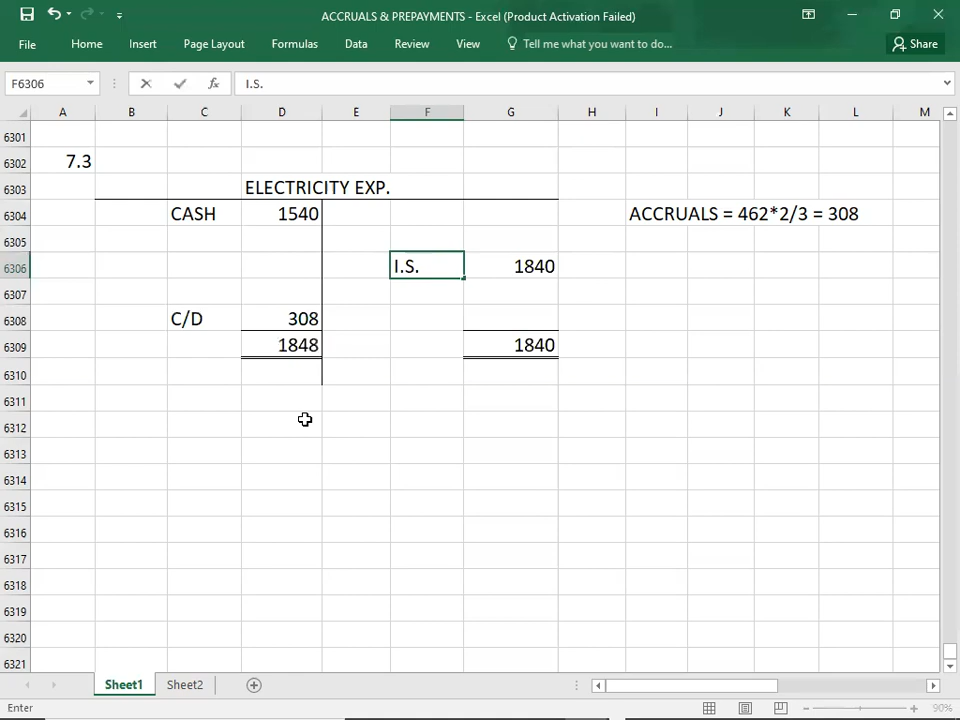 ACCRUALS & PREPAYMENTS - Excel (Product Activation Failed)
File Home Insert Page Layout Formulas Data Review View Tell me what you want to do... Share
F6306 fx I.S.
A B C D E F G H I J K L M
6301
6302 7.3
6303 ELECTRICITY EXP.
6304 CASH 1540 ACCRUALS = 462*2/3 = 308
6305
6306 I.S. 1840
6307
6308 C/D 308
6309 1848 1840
6310
6311
6312
6313
6314
6315
6316
6317
6318
6319
6320
6321
Sheet1 Sheet2
Enter 90%